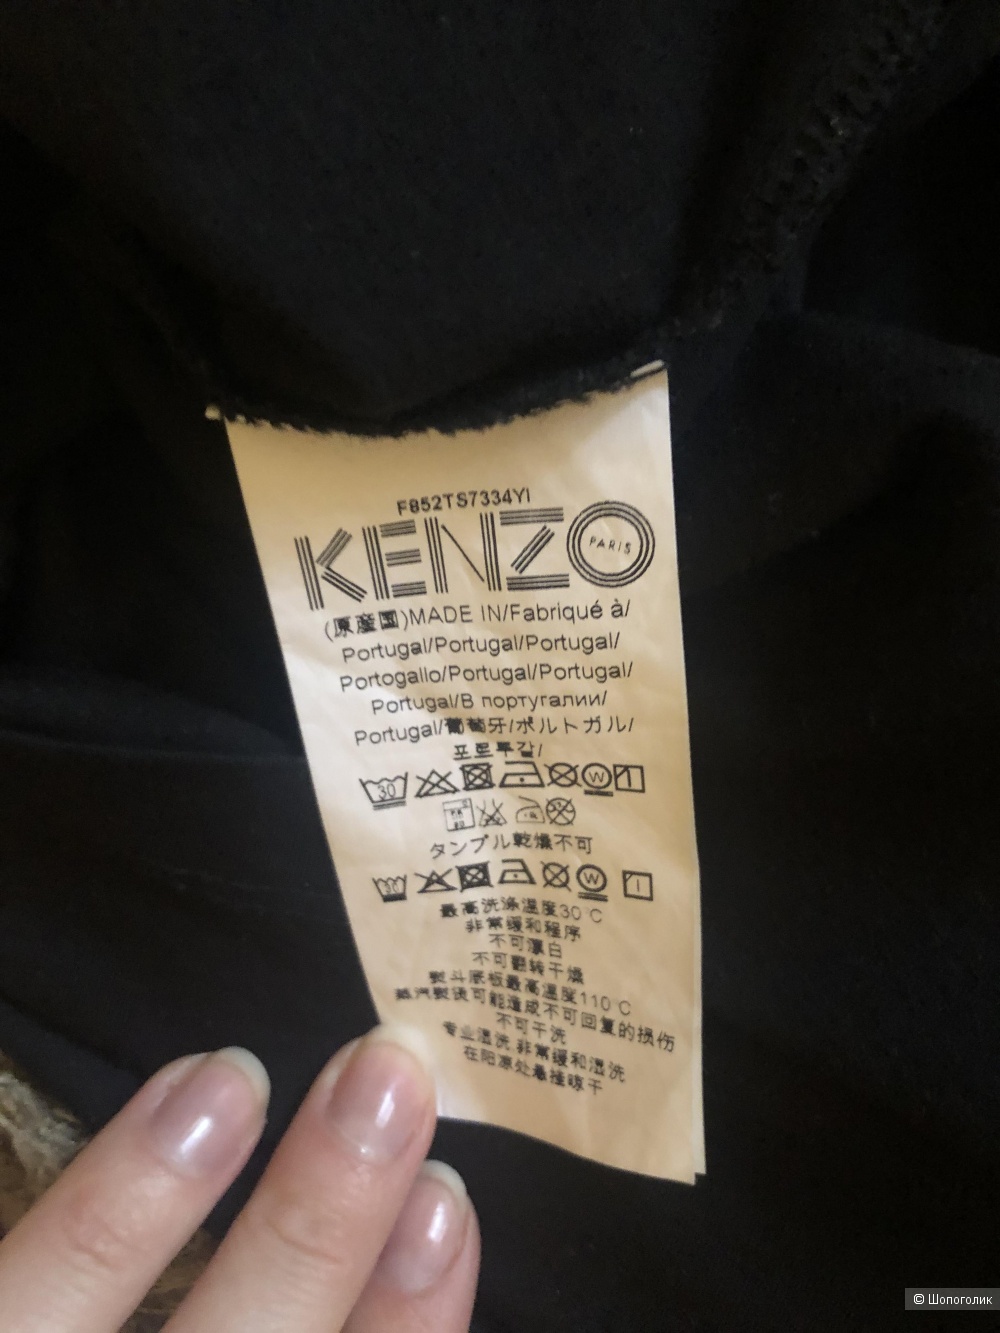 F852TS7334YI
KENZO
PARIS
(原産国)MADE IN/Fabriqué à/
Portugal/Portugal/Portugal/
Portogallo/Portugal/Portugal/
Portugal/В португалии/
Portugal/葡萄牙/ポルトガル/
포르투갈/
30 W
タンブル乾燥不可
30 W
最高洗涤温度30℃
非常缓和程序
不可漂白
不可翻转干燥
熨斗底板最高温度110℃
蒸汽熨烫可能造成不可回复的损伤
不可干洗
专业湿洗 非常缓和湿洗
在阴凉处悬挂晾干
© Шопоголик